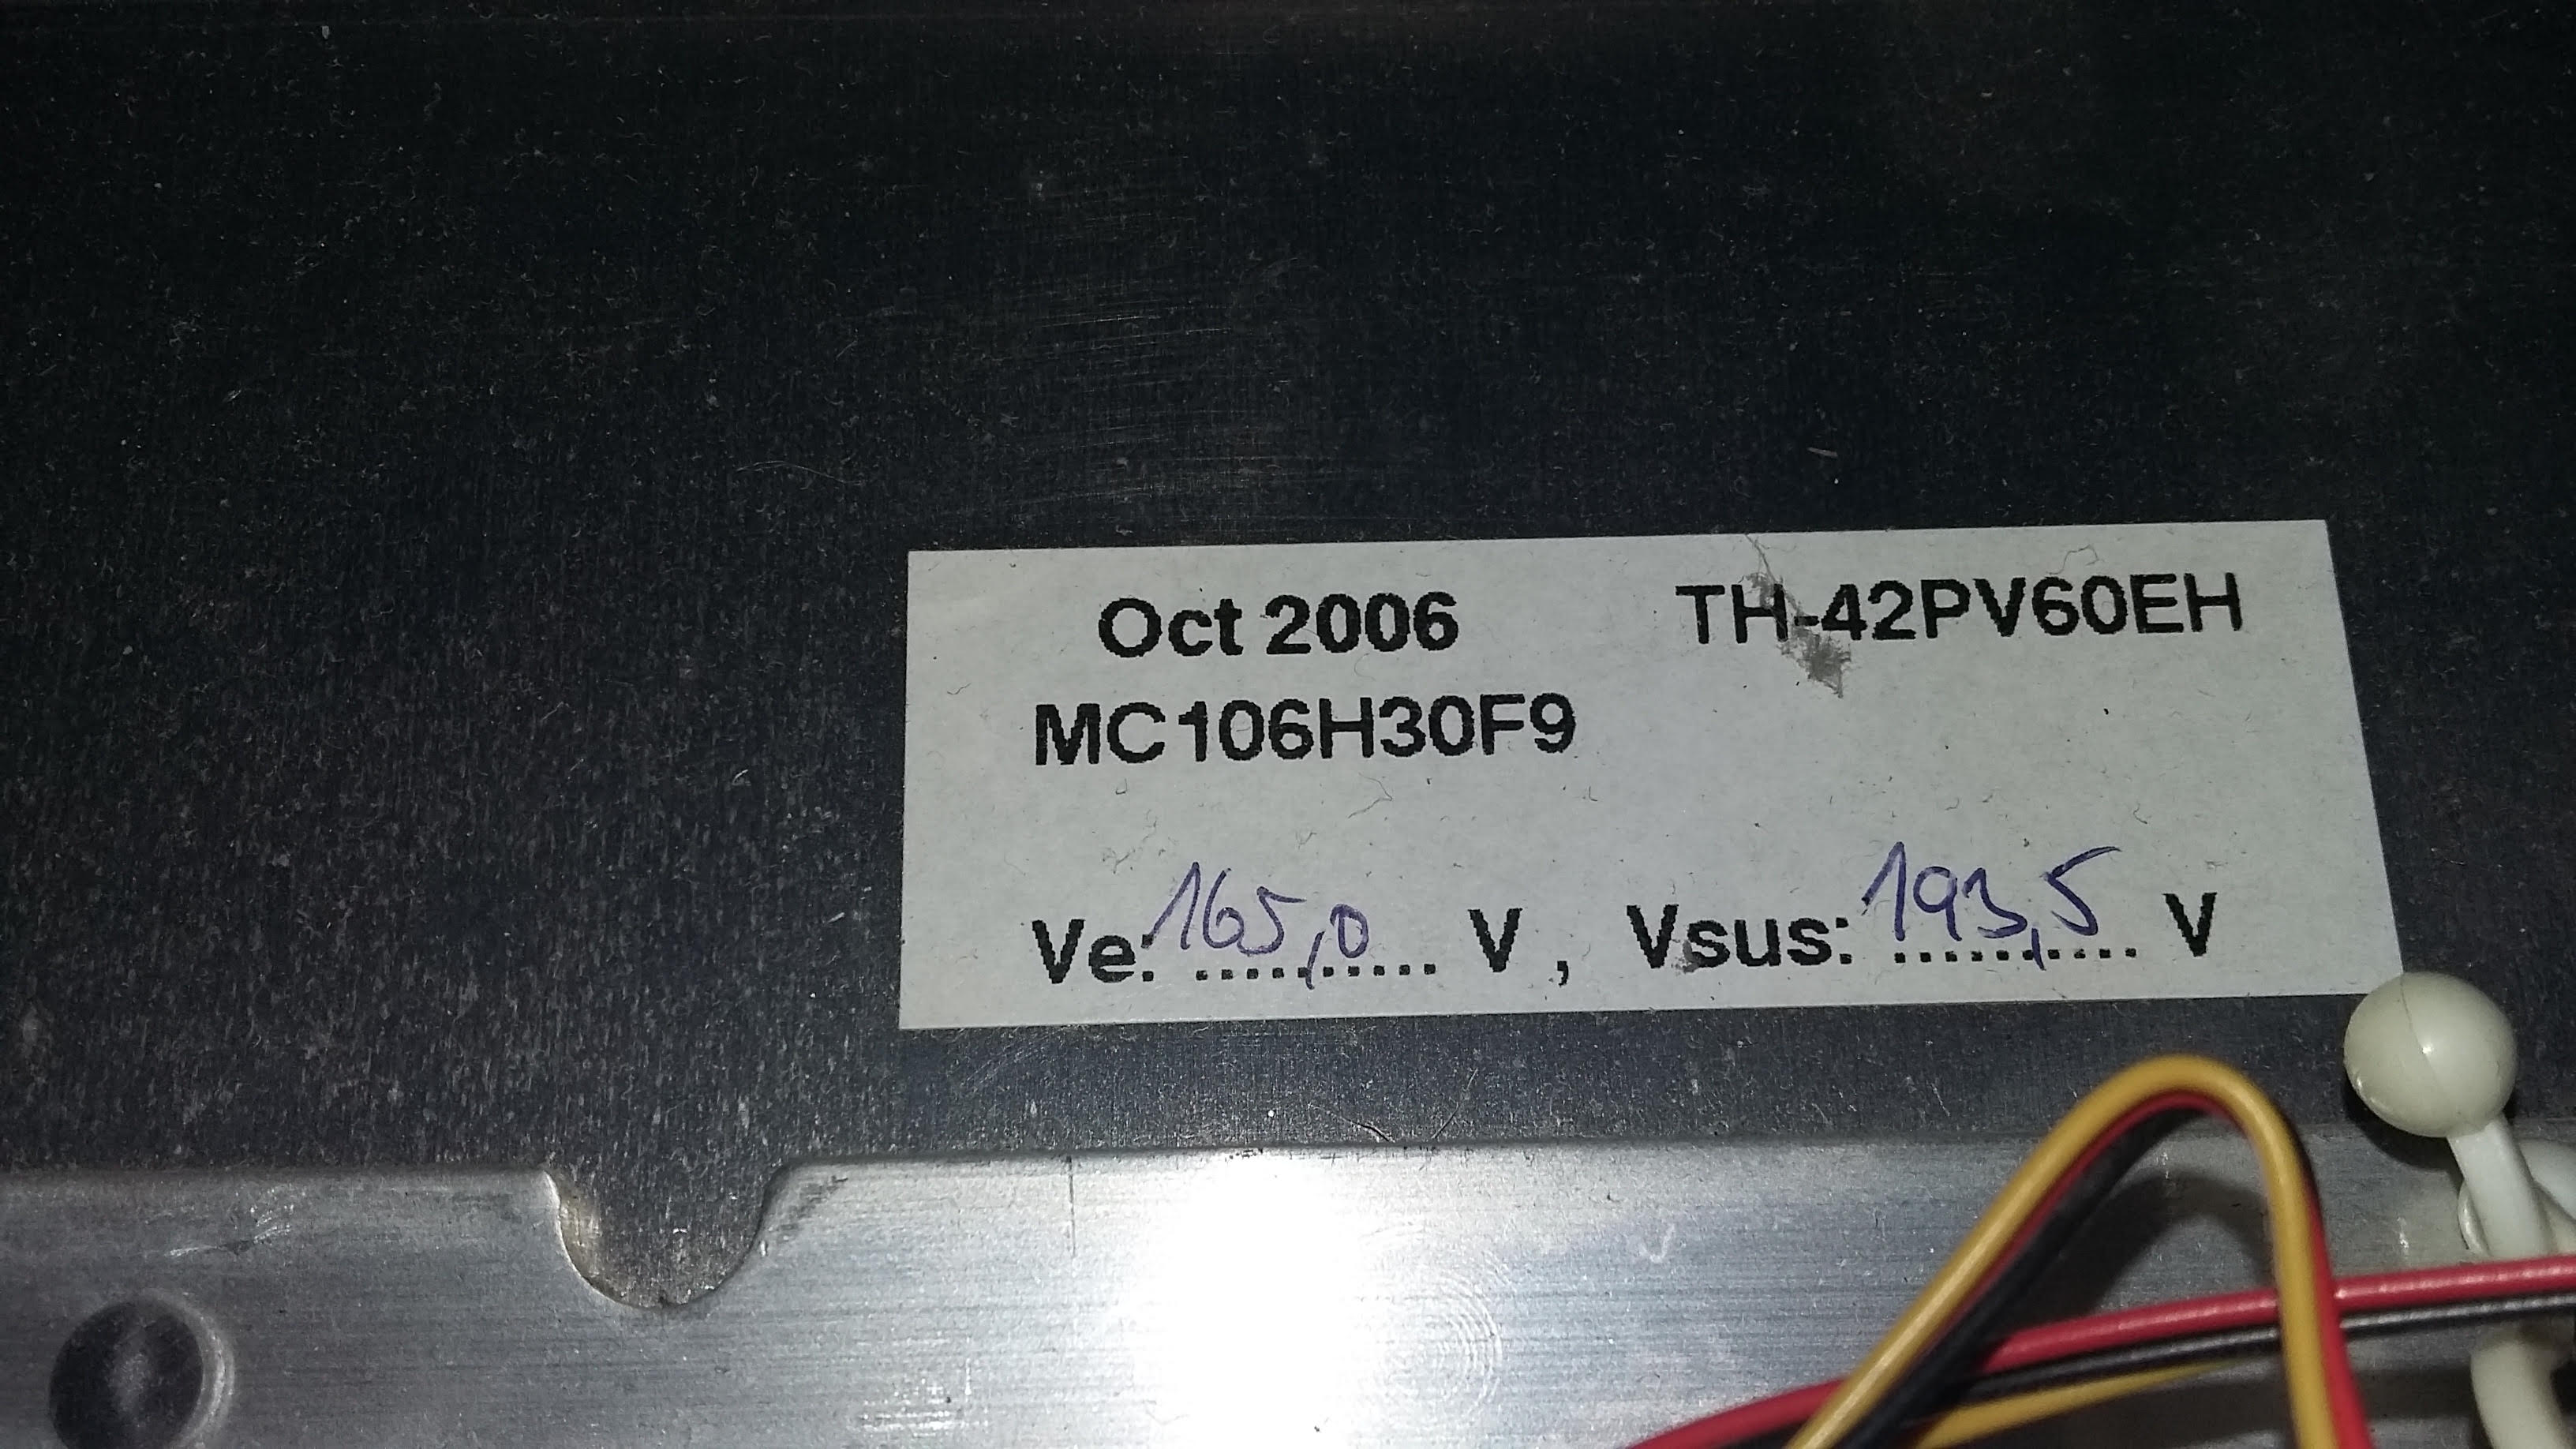 Oct 2006 TH-42PV60EH
MC106H30F9
Ve: 165,0 V , Vsus: 193,5 V